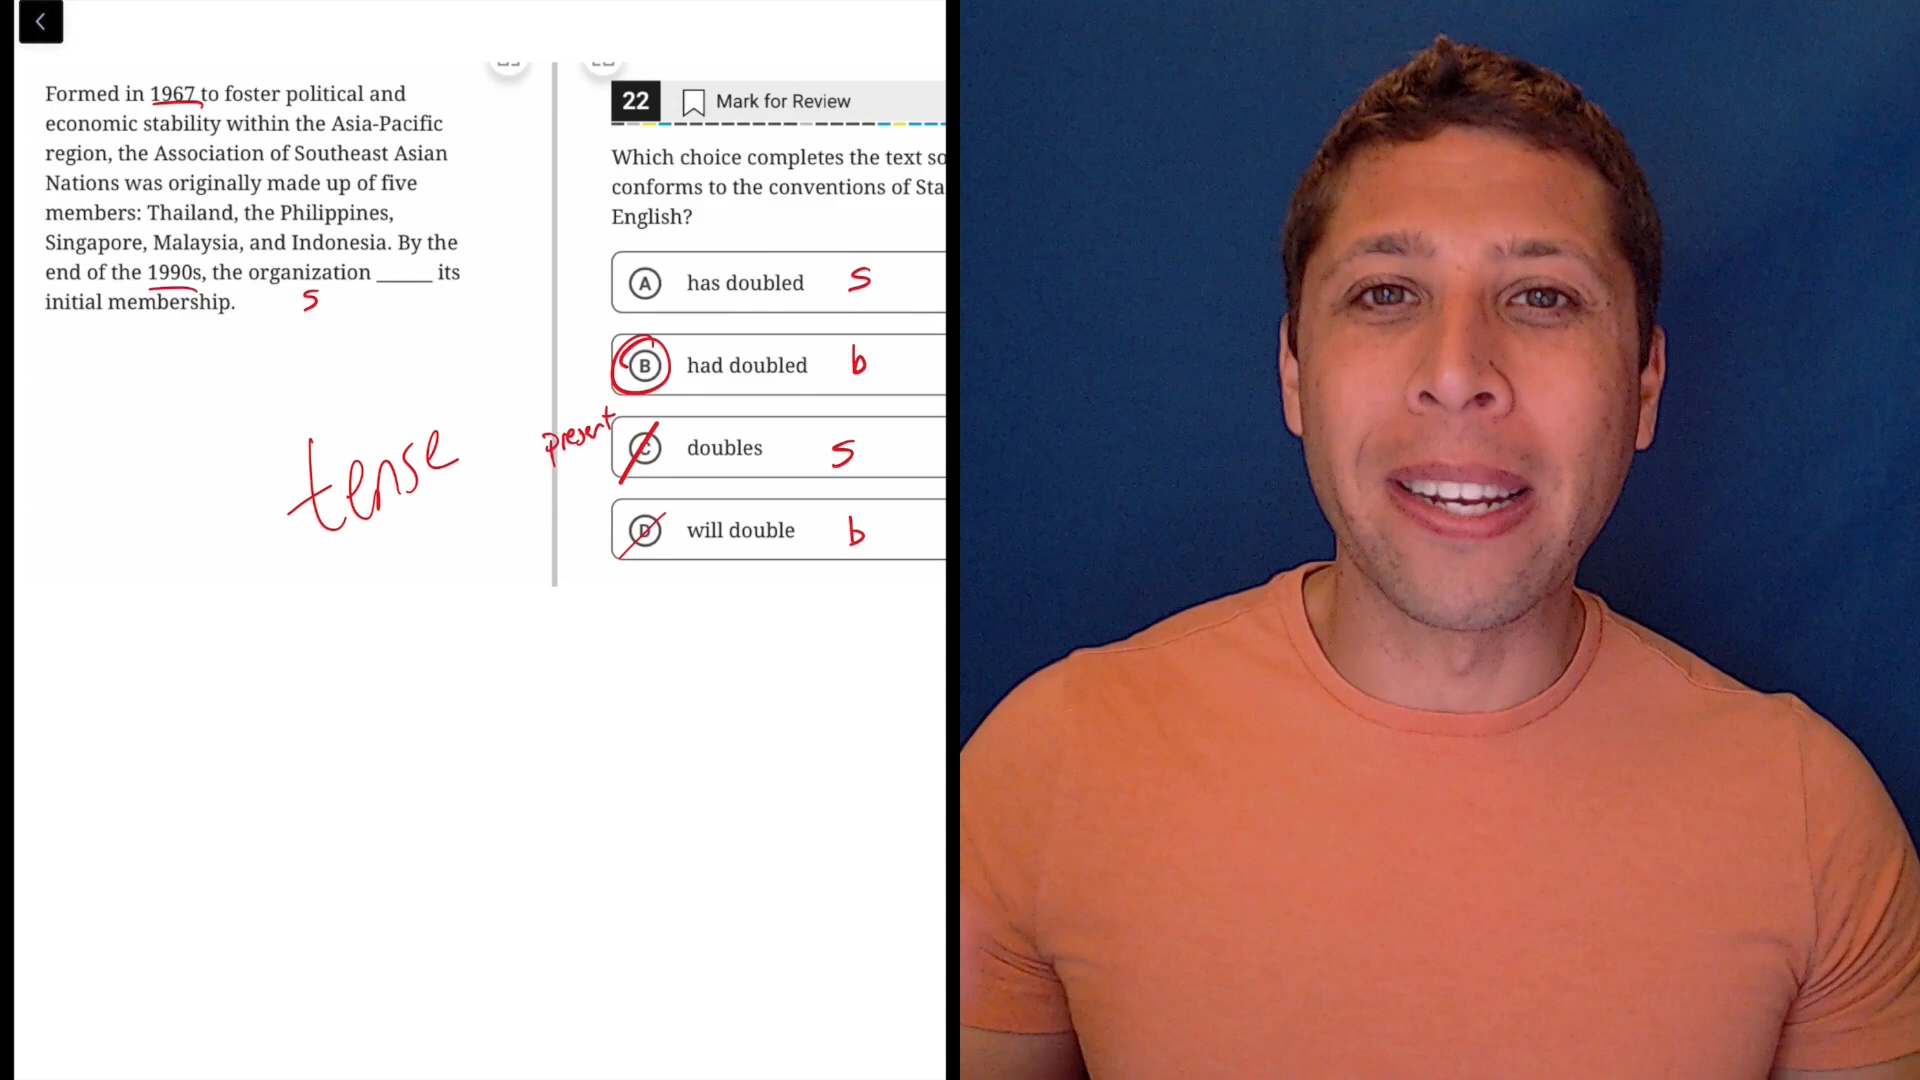 Formed in 1967 to foster political and
economic stability within the Asia-Pacific
region, the Association of Southeast Asian
Nations was originally made up of five
members: Thailand, the Philippines,
Singapore, Malaysia, and Indonesia. By the
end of the 1990s, the organization ______ its
initial membership.
s
tense
22 Mark for Review
Which choice completes the text so
conforms to the conventions of Sta
English?
A has doubled s
B had doubled b
present
C doubles s
D will double b